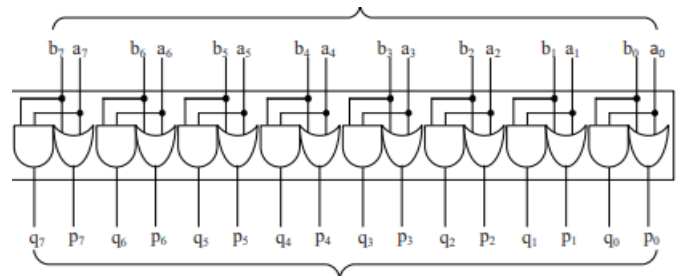 b₇ a₇ b₆ a₆ b₅ a₅ b₄ a₄ b₃ a₃ b₂ a₂ b₁ a₁ b₀ a₀
q₇ p₇ q₆ p₆ q₅ p₅ q₄ p₄ q₃ p₃ q₂ p₂ q₁ p₁ q₀ p₀